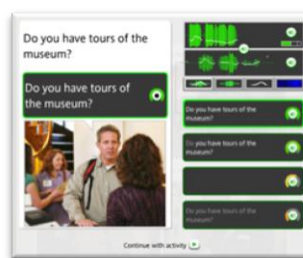 Do you have tours of the
museum?
Do you have tours of
the museum?
Do you have tours of the
museum?
Do you have tours of the
museum?
Do you have tours of the
museum?
Continue with activity